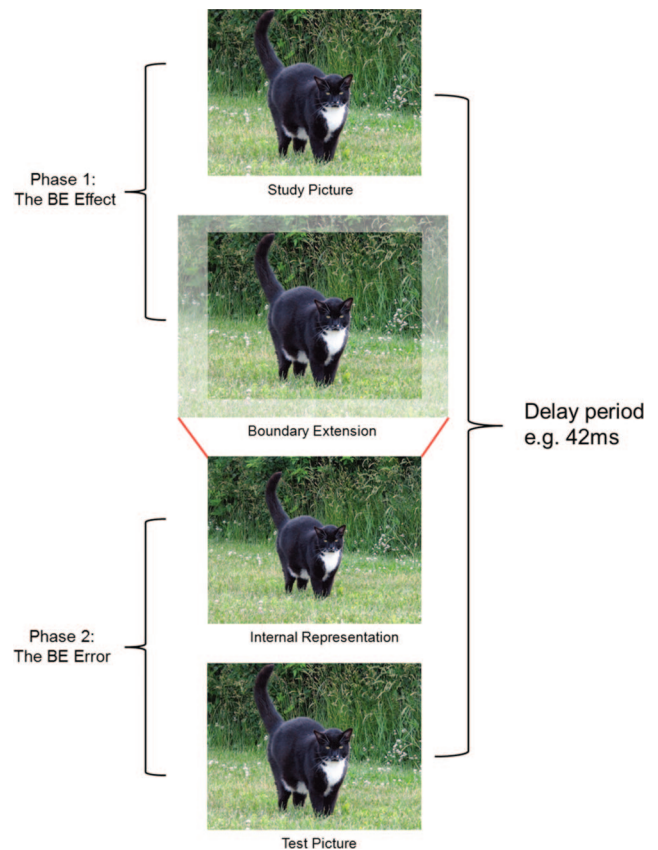 Study Picture
Phase 1:
The BE Effect
Boundary Extension
Delay period
e.g. 42ms
Internal Representation
Phase 2:
The BE Error
Test Picture